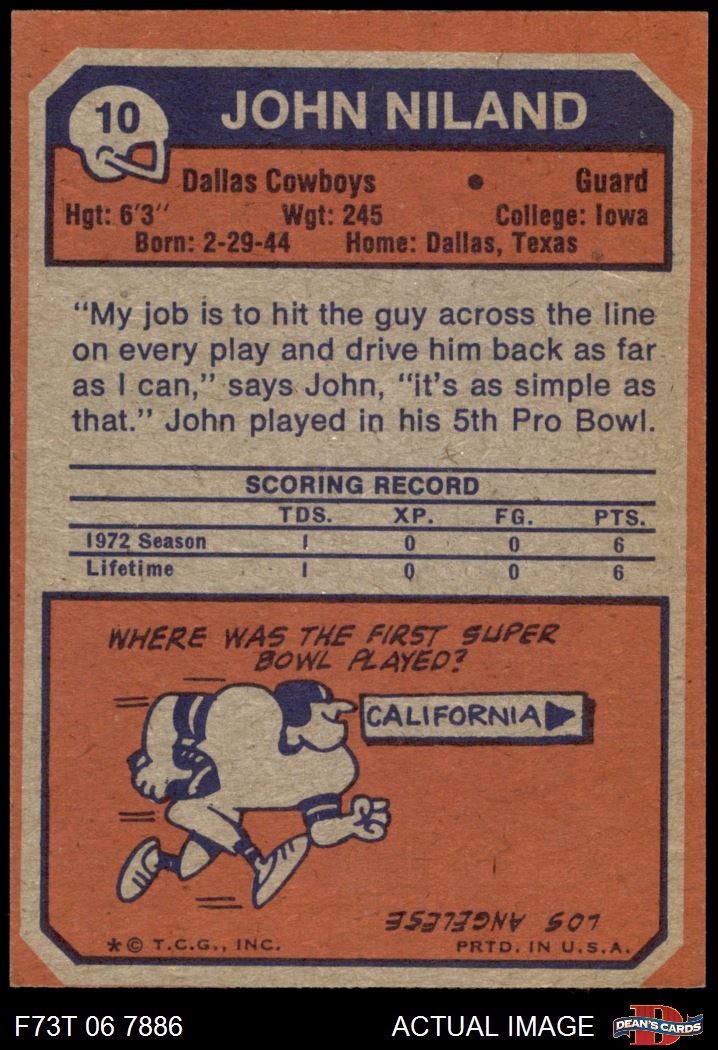 10
JOHN NILAND
Dallas Cowboys • Guard
Hgt: 6'3" Wgt: 245 College: Iowa
Born: 2-29-44 Home: Dallas, Texas
"My job is to hit the guy across the line
on every play and drive him back as far
as I can," says John, "it's as simple as
that." John played in his 5th Pro Bowl.
SCORING RECORD
TDS. XP. FG. PTS.
1972 Season 1 0 0 6
Lifetime 1 0 0 6
WHERE WAS THE FIRST SUPER
BOWL PLAYED?
CALIFORNIA
LOS ANGELESE
*© T.C.G., INC. PRTD. IN U.S.A.
F73T 06 7886 ACTUAL IMAGE D DEAN'S CARDS